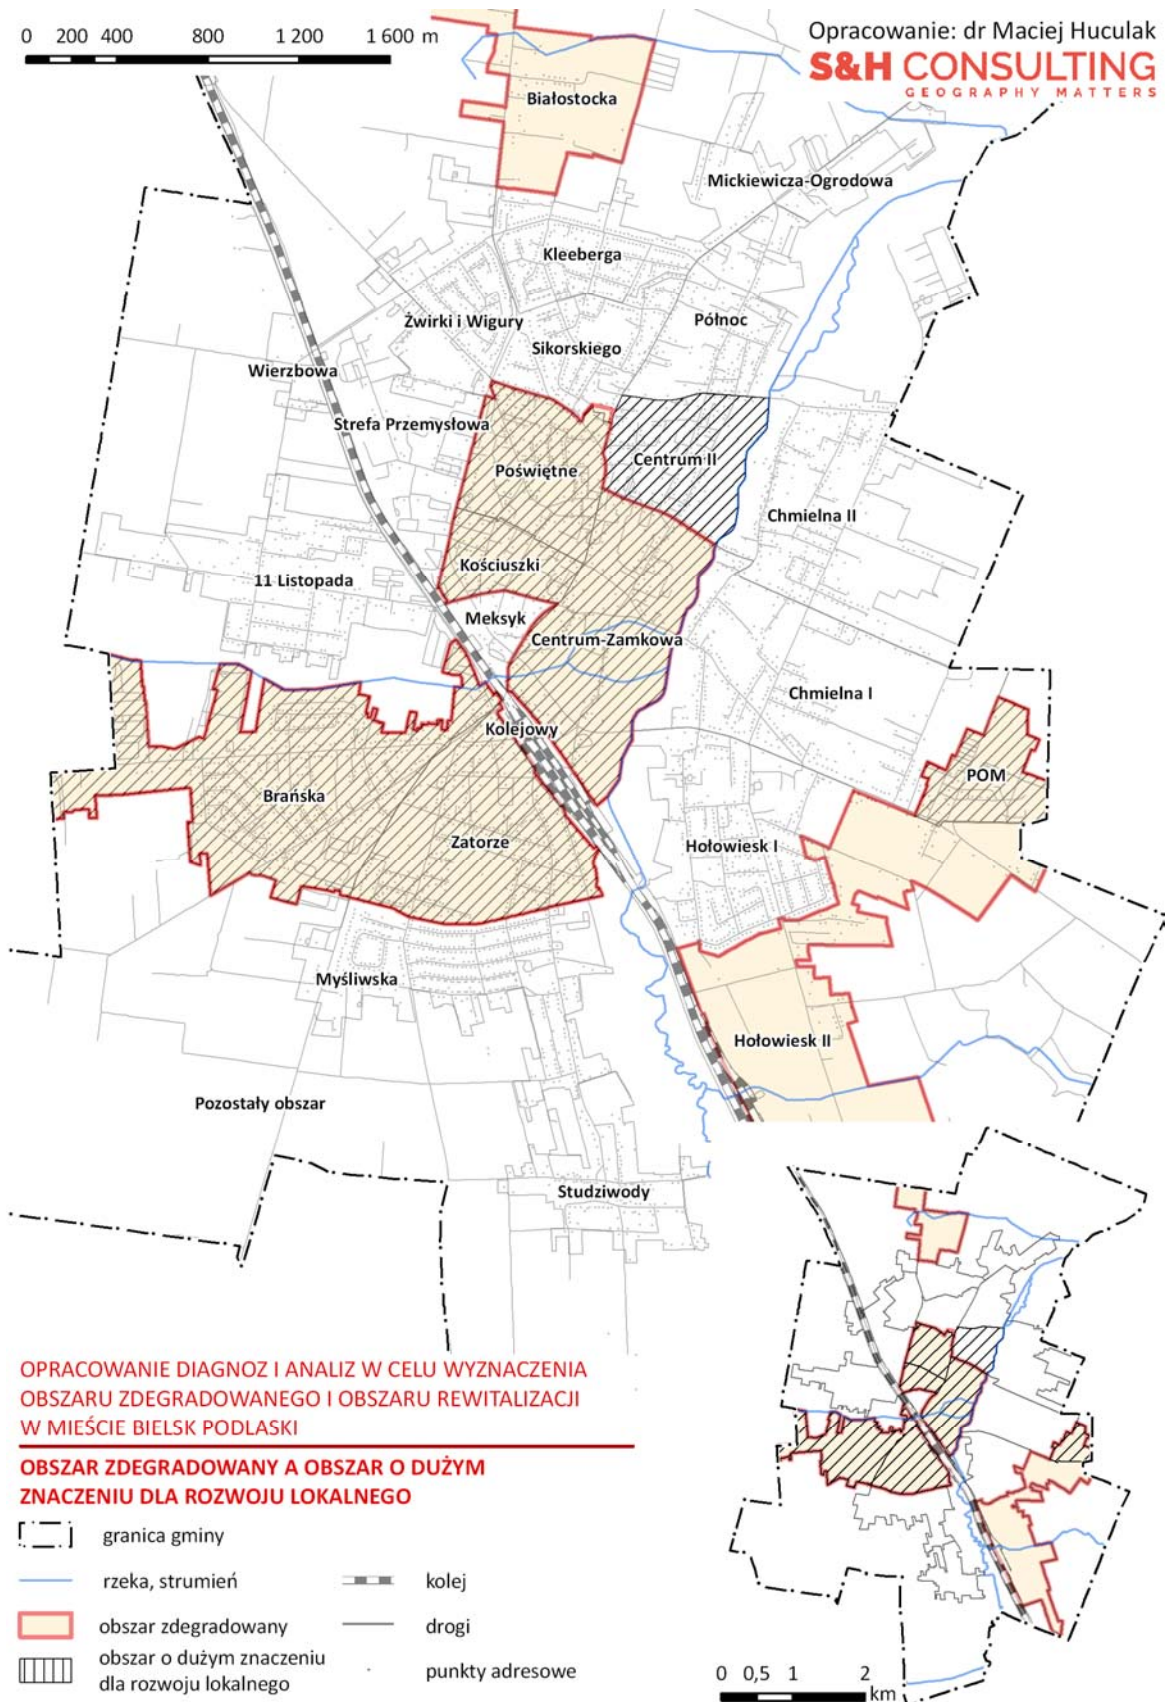 0 200 400 800 1 200 1 600 m
Opracowanie: dr Maciej Huculak
S&H CONSULTING
GEOGRAPHY MATTERS
Białostocka
Mickiewicza-Ogrodowa
Kleeberga
Żwirki i Wigury
Północ
Sikorskiego
Wierzbowa
Strefa Przemysłowa
Poświętne
Centrum II
Chmielna II
Kościuszki
11 Listopada
Meksyk
Centrum-Zamkowa
Chmielna I
Kolejowy
POM
Brańska
Zatorze
Hołowiesk I
Myśliwska
Hołowiesk II
Pozostały obszar
Studziwody
OPRACOWANIE DIAGNOZ I ANALIZ W CELU WYZNACZENIA
OBSZARU ZDEGRADOWANEGO I OBSZARU REWITALIZACJI
W MIEŚCIE BIELSK PODLASKI
OBSZAR ZDEGRADOWANY A OBSZAR O DUŻYM
ZNACZENIU DLA ROZWOJU LOKALNEGO
granica gminy
rzeka, strumień
kolej
obszar zdegradowany
drogi
obszar o dużym znaczeniu
dla rozwoju lokalnego
punkty adresowe
0 0,5 1 2
km